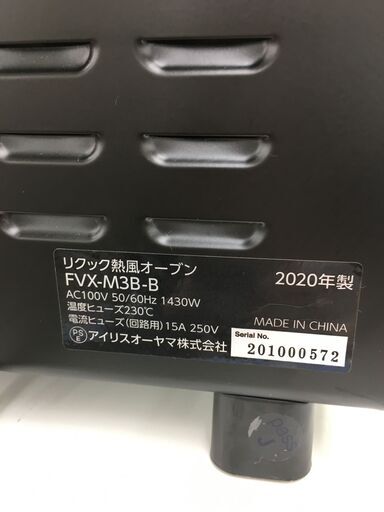 リクック熱風オーブン
FVX-M3B-B
2020年製
AC100V 50/60Hz 1430W
温度ヒューズ230℃
電流ヒューズ(回路用)15A 250V
MADE IN CHINA
PS
E
アイリスオーヤマ株式会社
Serial No.
201000572
Pass